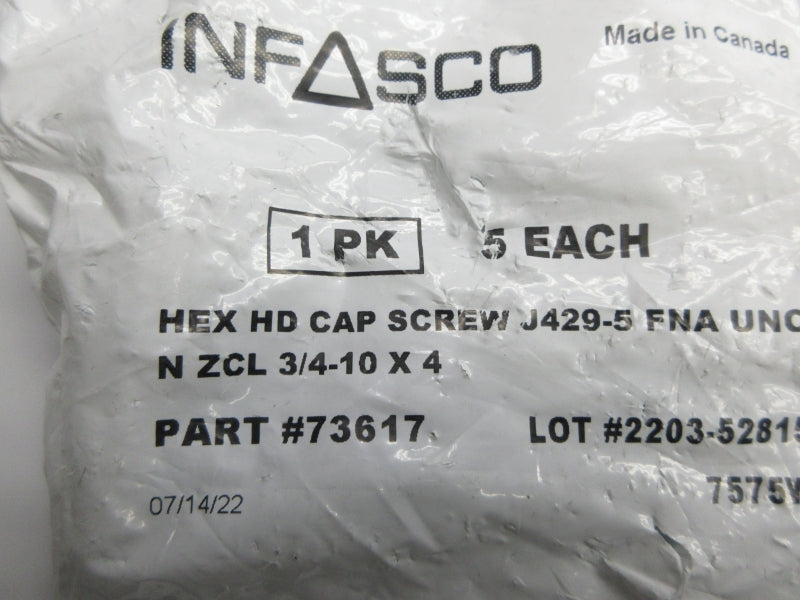 INFASCO
Made in Canada
1 PK 5 EACH
HEX HD CAP SCREW J429-5 FNA UNC
N ZCL 3/4-10 X 4
PART #73617 LOT #2203-52815
07/14/22 7575